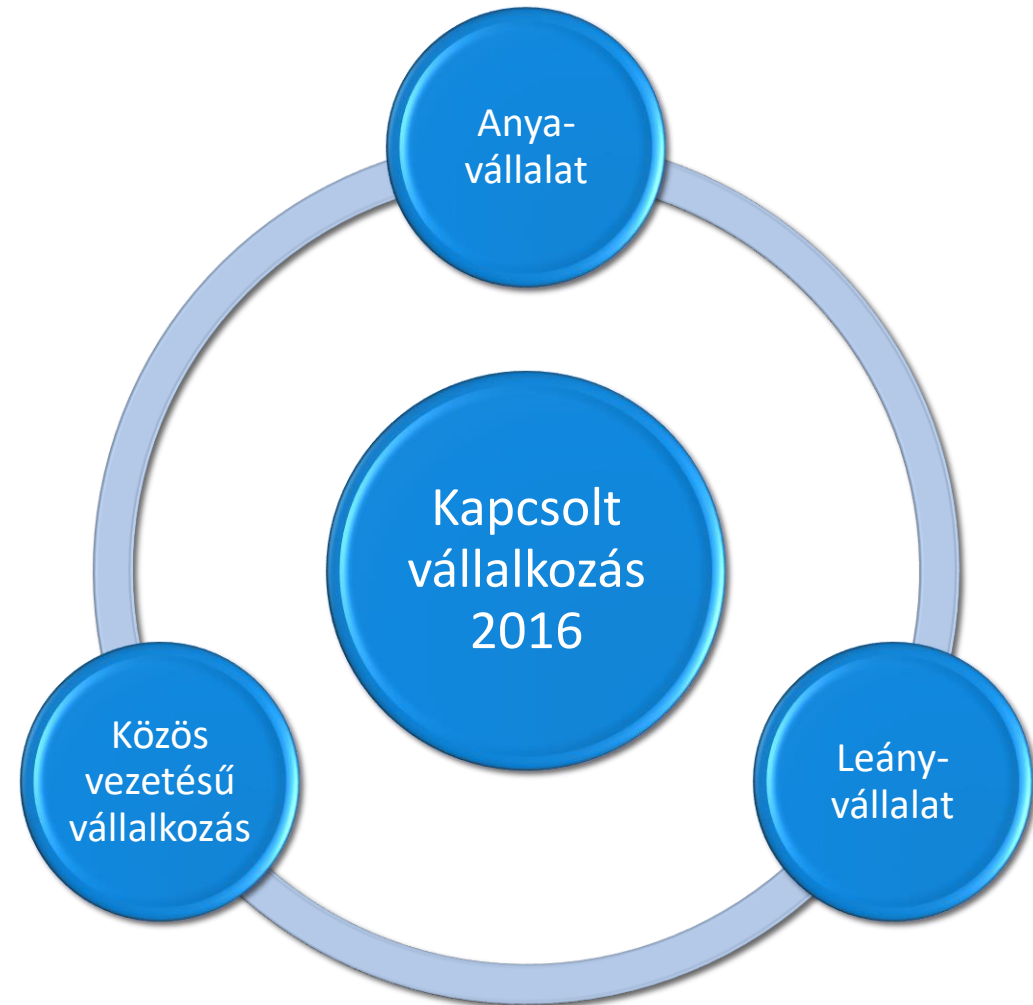 Anya-
vállalat
Kapcsolt
vállalkozás
2016
Közös
vezetésű
vállalkozás
Leány-
vállalat